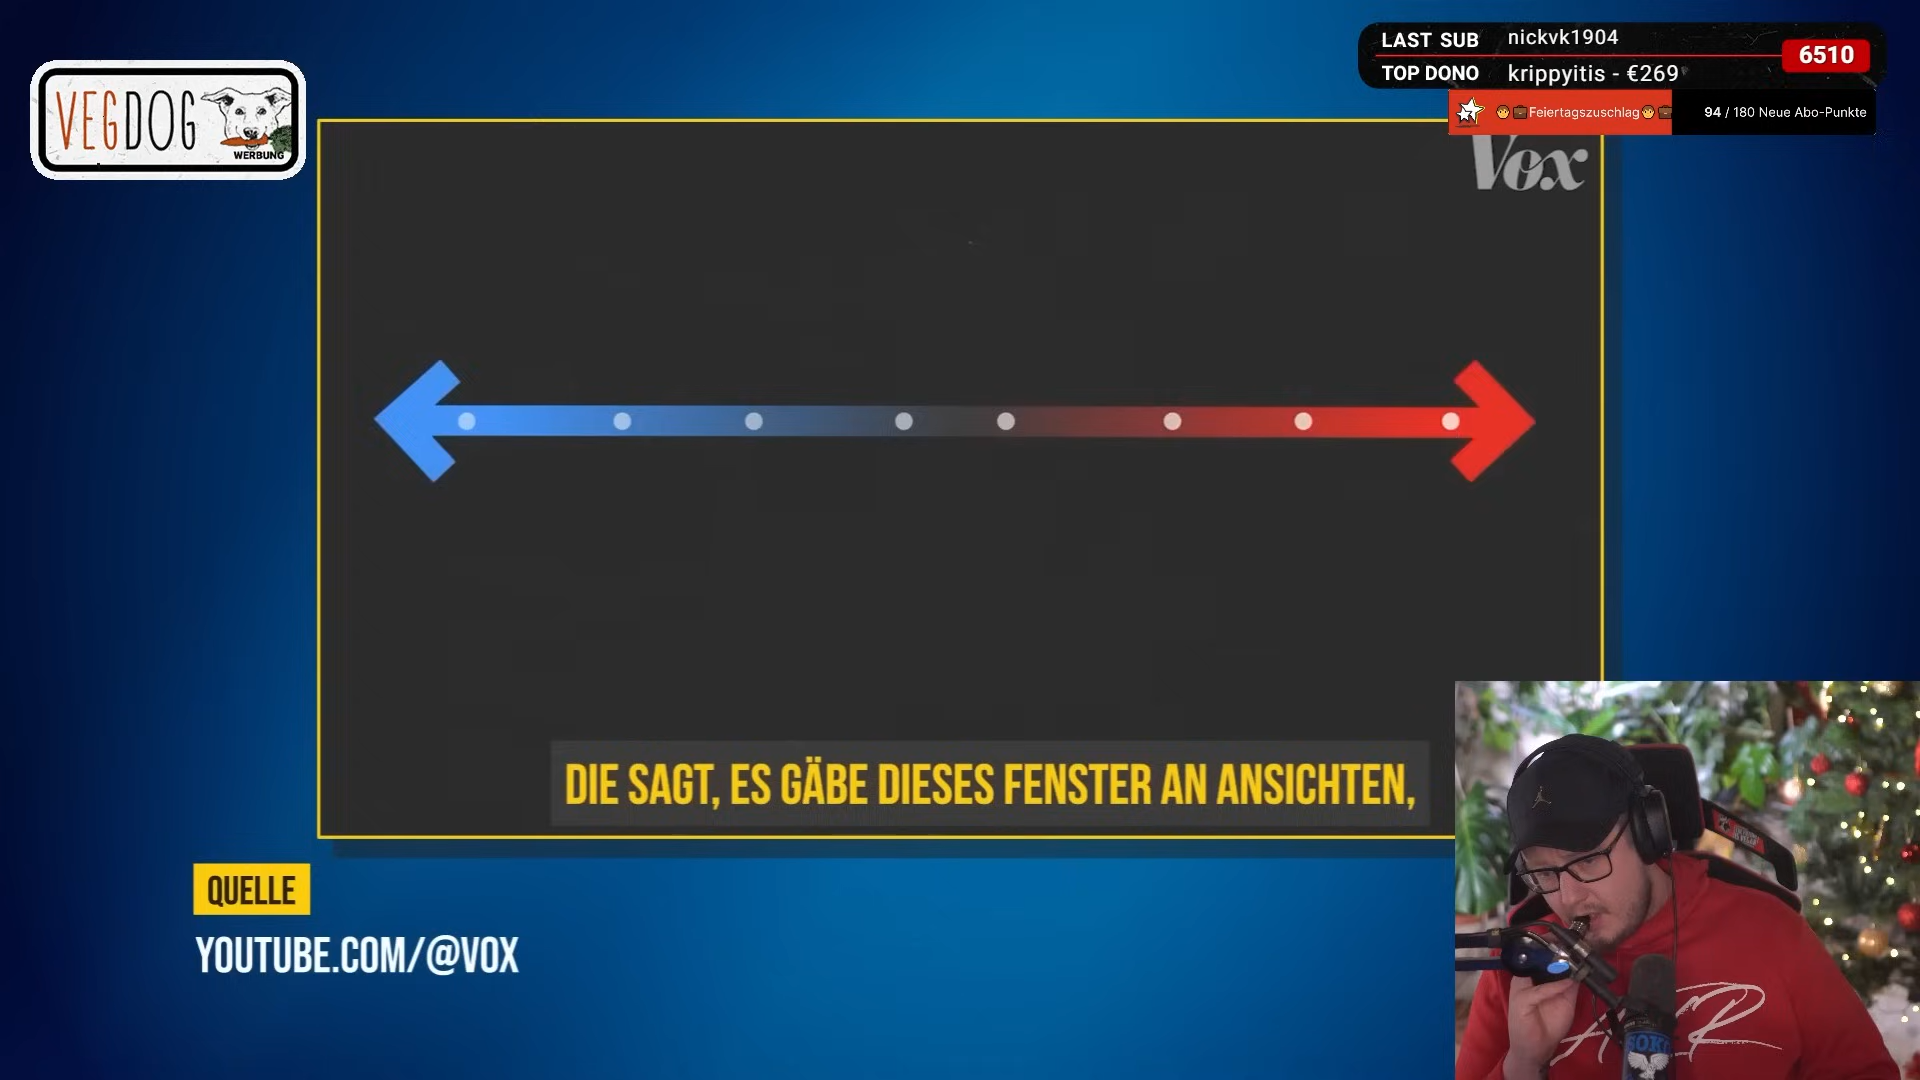 VEGDOG
WERBUNG
LAST SUB nickvk1904
TOP DONO krippyitis - €269
6510
Feiertagszuschlag
94 / 180 Neue Abo-Punkte
Vox
DIE SAGT, ES GÄBE DIESES FENSTER AN ANSICHTEN,
QUELLE
YOUTUBE.COM/@VOX